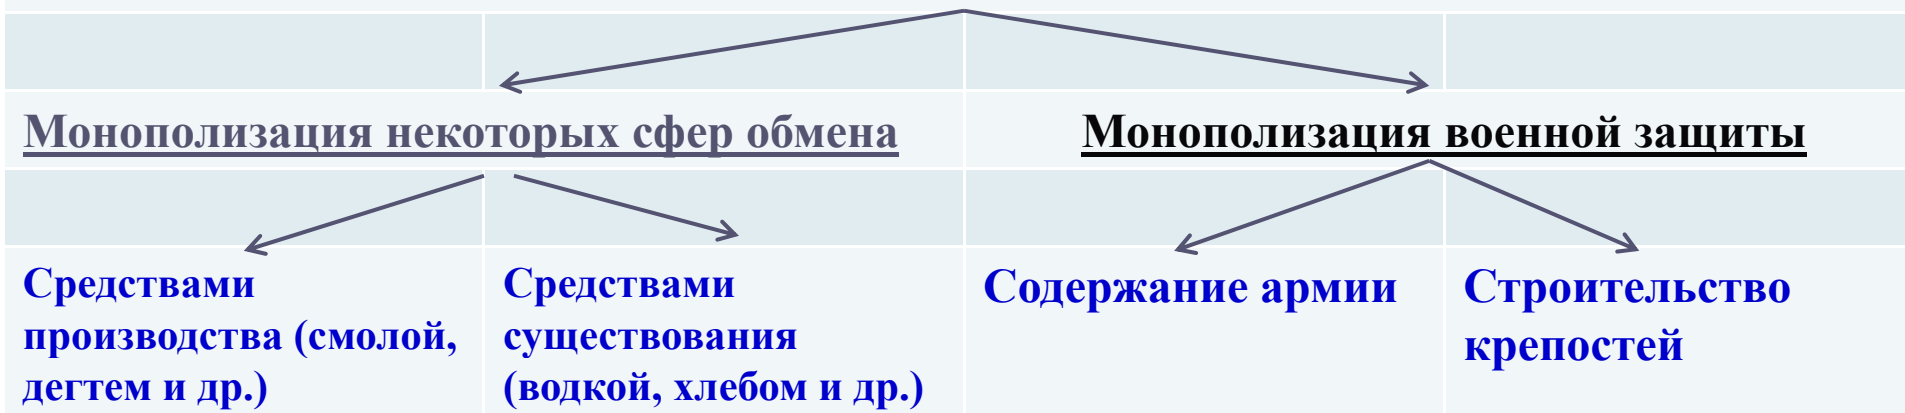 Монополизация некоторых сфер обмена
Монополизация военной защиты
Средствами
производства (смолой,
дегтем и др.)
Средствами
существования
(водкой, хлебом и др.)
Содержание армии
Строительство
крепостей